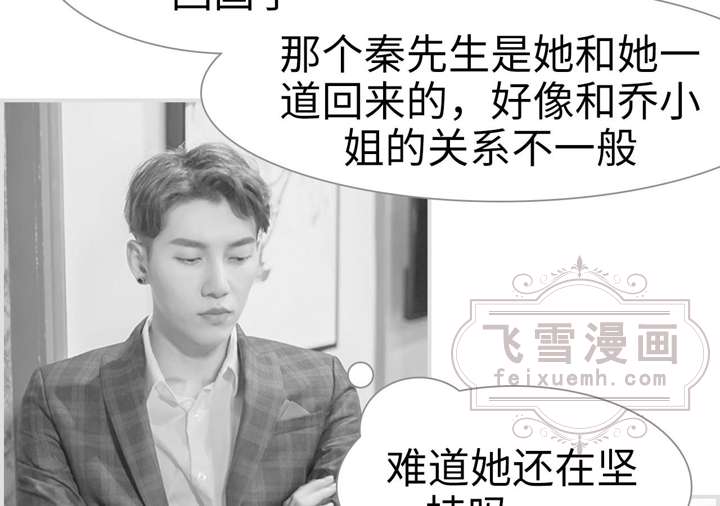 那个秦先生是她和她一
道回来的，好像和乔小
姐的关系不一般
飞雪漫画
feixuemh.com
难道她还在坚